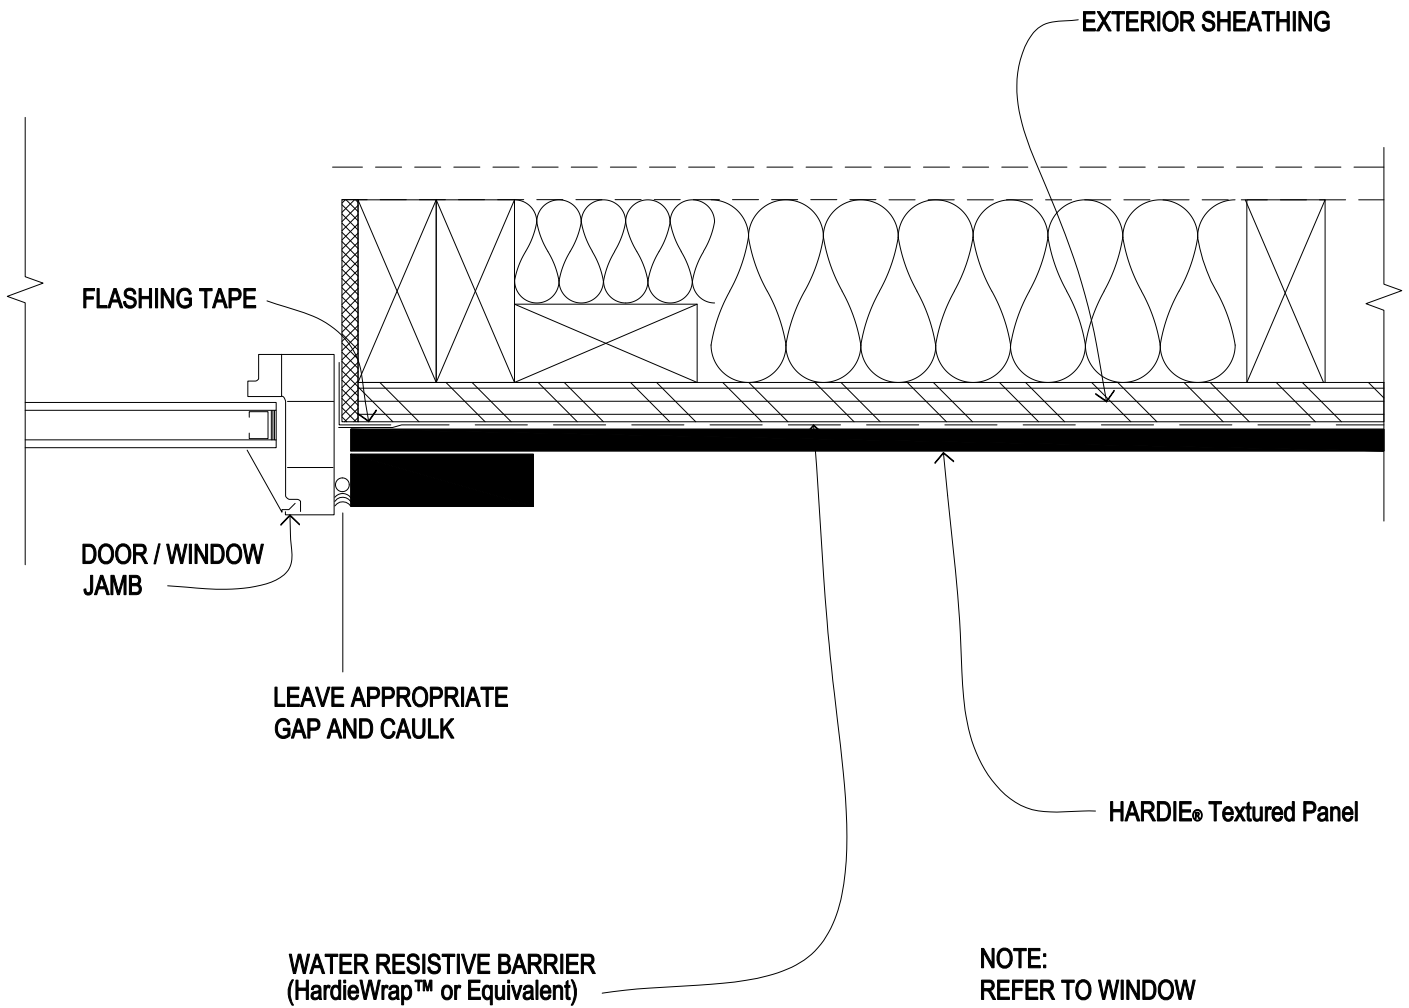 EXTERIOR SHEATHING
FLASHING TAPE
DOOR / WINDOW
JAMB
LEAVE APPROPRIATE
GAP AND CAULK
HARDIE® Textured Panel
WATER RESISTIVE BARRIER
(HardieWrap™ or Equivalent)
NOTE:
REFER TO WINDOW